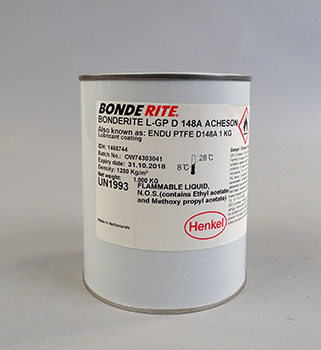 BONDERITE.
BONDERITE L-GP D 148A ACHESON
Also known as: ENDU PTFE D148A 1 KG
Lubricant coating
IDH: 1468744
Batch No: OW74303041
Expiry date: 31.10.2018
Density: 1280 Kg/m³
1.000 KG
UN1993
FLAMMABLE LIQUID,
N.O.S.(contains Ethyl acetate
and Methoxy propyl acetate)
8°C
28°C
Made in Netherlands
Henkel